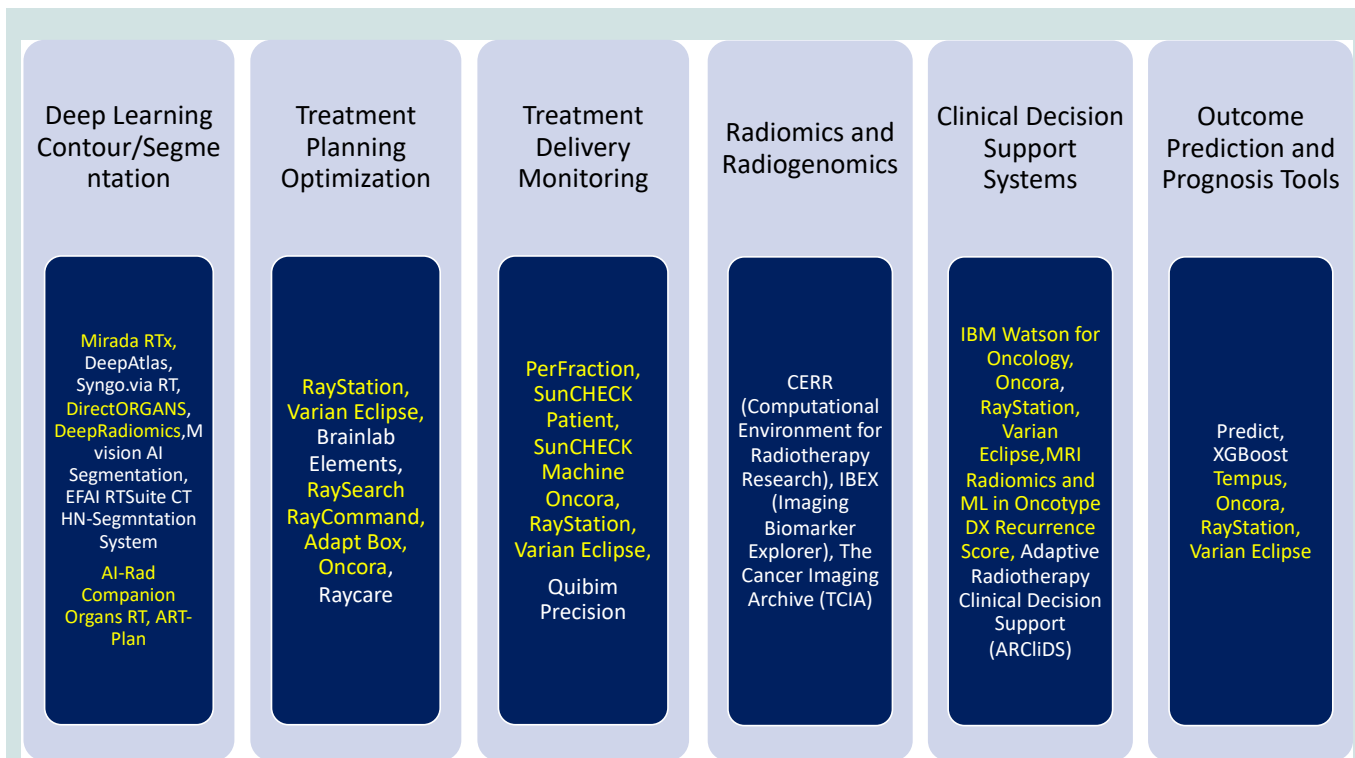 Deep Learning
Contour/Segme
ntation
Mirada RTx,
DeepAtlas,
Syngo.via RT,
DirectORGANS,
DeepRadiomics,M
vision AI
Segmentation,
EFAI RTSuite CT
HN-Segmntation
System
AI-Rad
Companion
Organs RT, ART-
Plan
Treatment
Planning
Optimization
RayStation,
Varian Eclipse,
Brainlab
Elements,
RaySearch
RayCommand,
Adapt Box,
Oncora,
Raycare
Treatment
Delivery
Monitoring
PerFraction,
SunCHECK
Patient,
SunCHECK
Machine
Oncora,
RayStation,
Varian Eclipse,
Quibim
Precision
Radiomics and
Radiogenomics
CERR
(Computational
Environment for
Radiotherapy
Research), IBEX
(Imaging
Biomarker
Explorer), The
Cancer Imaging
Archive (TCIA)
Clinical Decision
Support
Systems
IBM Watson for
Oncology,
Oncora,
RayStation,
Varian
Eclipse,MRI
Radiomics and
ML in Oncotype
DX Recurrence
Score, Adaptive
Radiotherapy
Clinical Decision
Support
(ARCliDS)
Outcome
Prediction and
Prognosis Tools
Predict,
XGBoost
Tempus,
Oncora,
RayStation,
Varian Eclipse